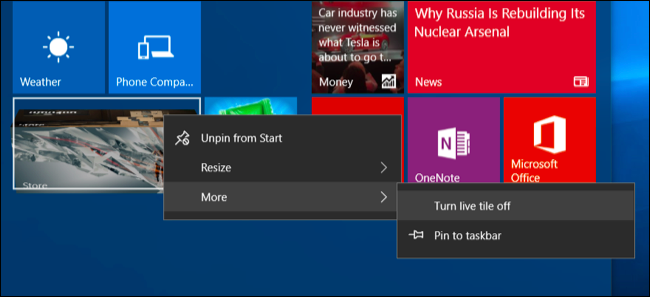 Car industry
has never
witnessed
what Tesla is
about to go t...
Money
Why Russia Is Rebuilding Its
Nuclear Arsenal
News
Weather
Phone Compa...
Store
Unpin from Start
Resize
More
OneNote
Microsoft
Office
Turn live tile off
Pin to taskbar